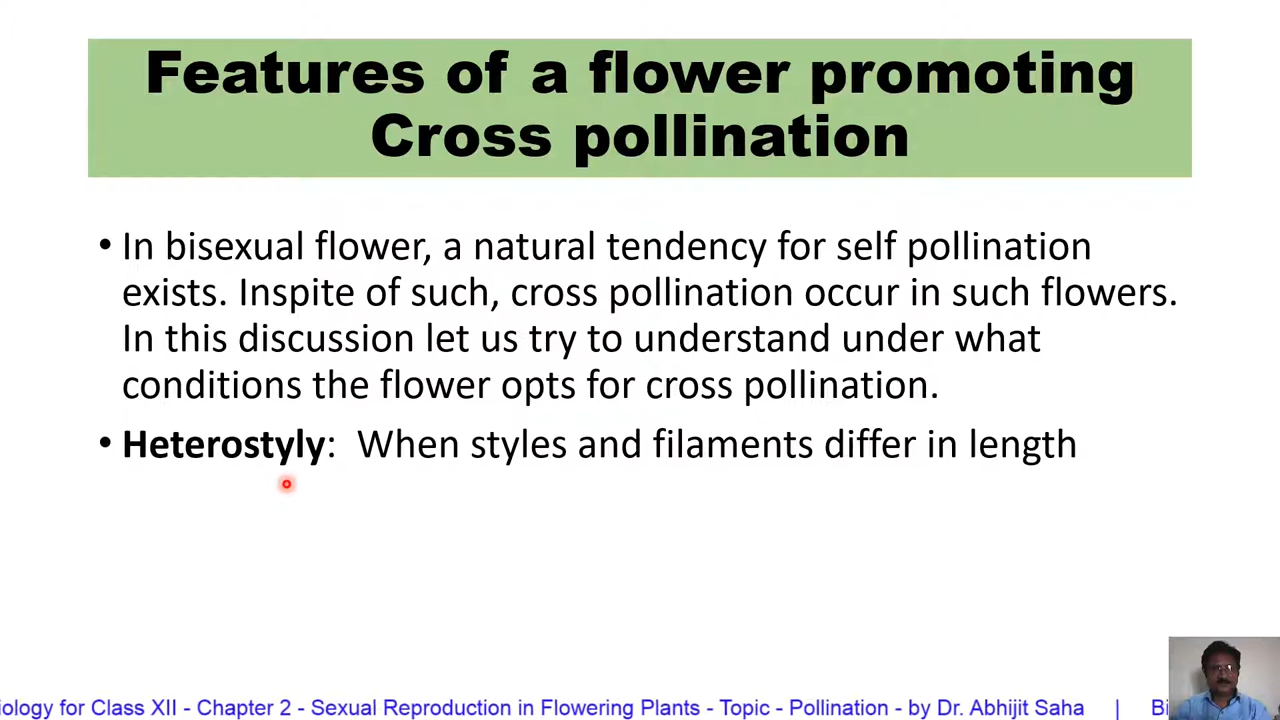 Features of a flower promoting
Cross pollination
• In bisexual flower, a natural tendency for self pollination
exists. Inspite of such, cross pollination occur in such flowers.
In this discussion let us try to understand under what
conditions the flower opts for cross pollination.
• Heterostyly:  When styles and filaments differ in length
iology for Class XII - Chapter 2 - Sexual Reproduction in Flowering Plants - Topic - Pollination - by Dr. Abhijit Saha | Bi